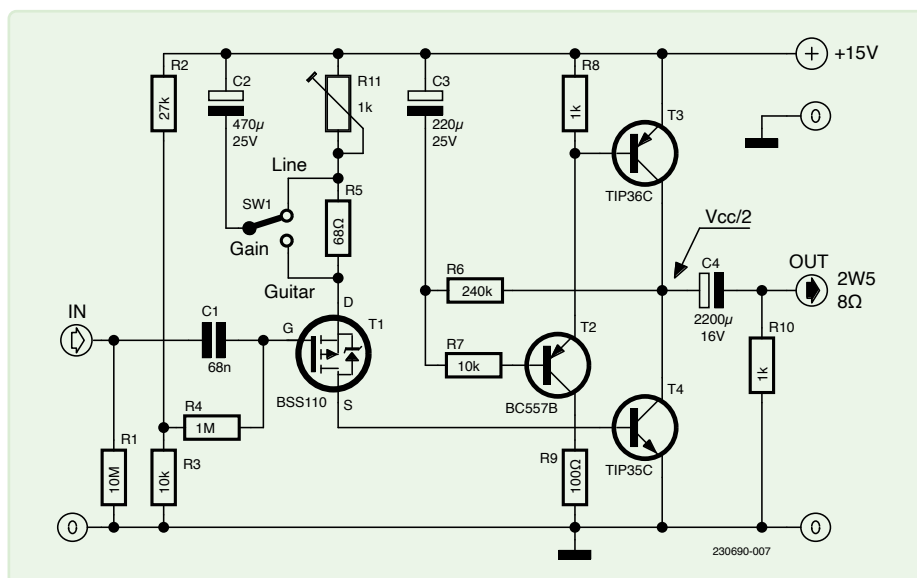 R2
27k
C2
470µ
25V
R11
1k
C3
220µ
25V
R8
1k
T3
TIP36C
+
+15V
0
Line
SW1
Gain
Guitar
R5
68Ω
R6
240k
R7
10k
Vcc/2
C4
2200µ
16V
OUT
2W5
8Ω
IN
C1
68n
G
D
T1
S
BSS110
T2
BC557B
T4
TIP35C
R10
1k
R4
1M
R1
10M
R3
10k
R9
100Ω
0
0
230690-007